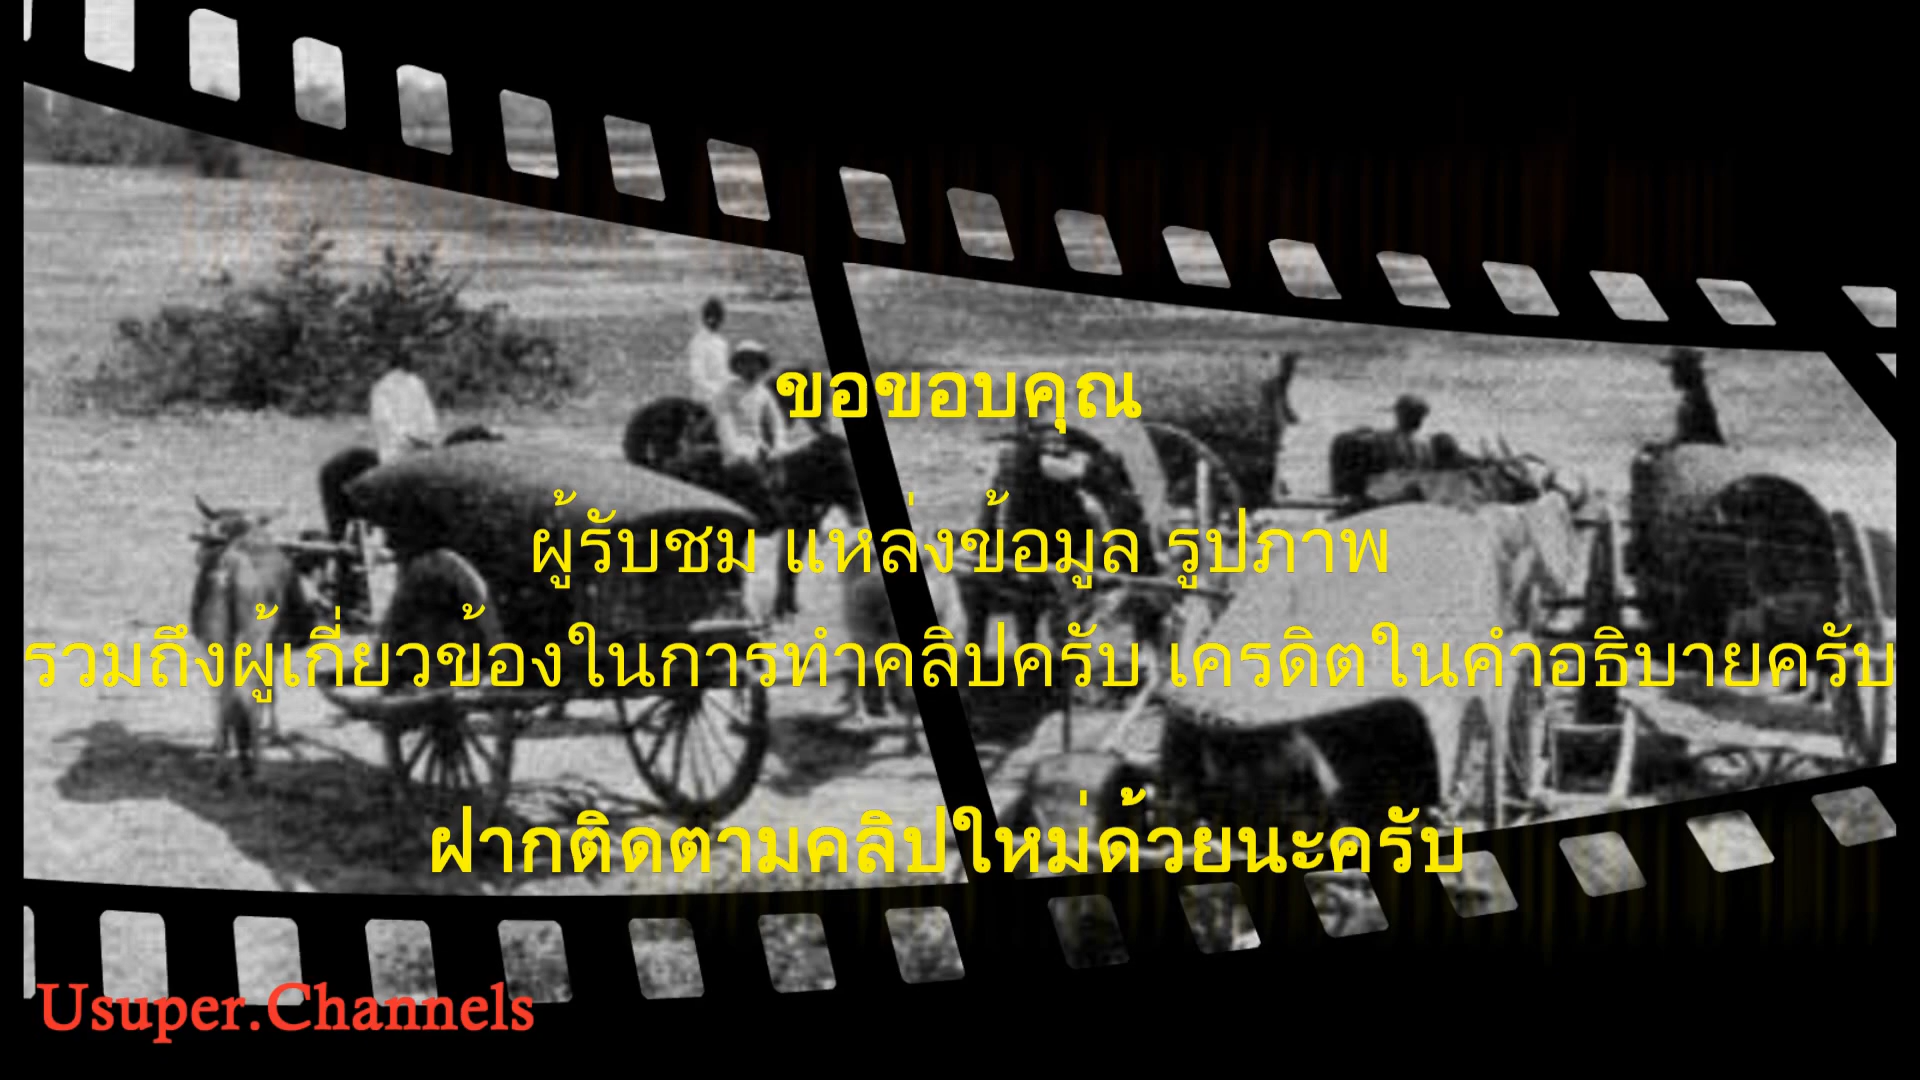 ขอขอบคุณ
ผู้รับชม แหล่งข้อมูล รูปภาพ
รวมถึงผู้เกี่ยวข้องในการทำคลิปครับ เครดิตในคำอธิบายครับ
ฝากติดตามคลิปใหม่ด้วยนะครับ
Usuper.Channels